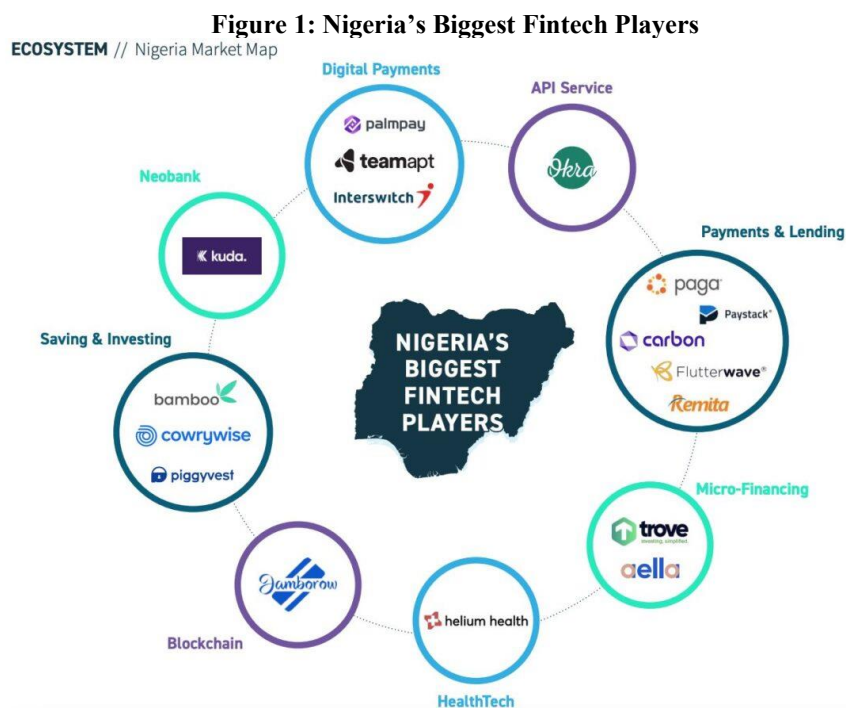 Figure 1: Nigeria's Biggest Fintech Players
ECOSYSTEM // Nigeria Market Map
Digital Payments
palmpay
teamapt
Interswitch
API Service
Okra
Neobank
kuda.
Payments & Lending
paga
Paystack
carbon
Flutterwave®
Remita
Saving & Investing
bamboo
cowrywise
piggyvest
NIGERIA'S
BIGGEST
FINTECH
PLAYERS
Micro-Financing
trove
investing, simplified.
aella
Blockchain
Jamborow
helium health
HealthTech